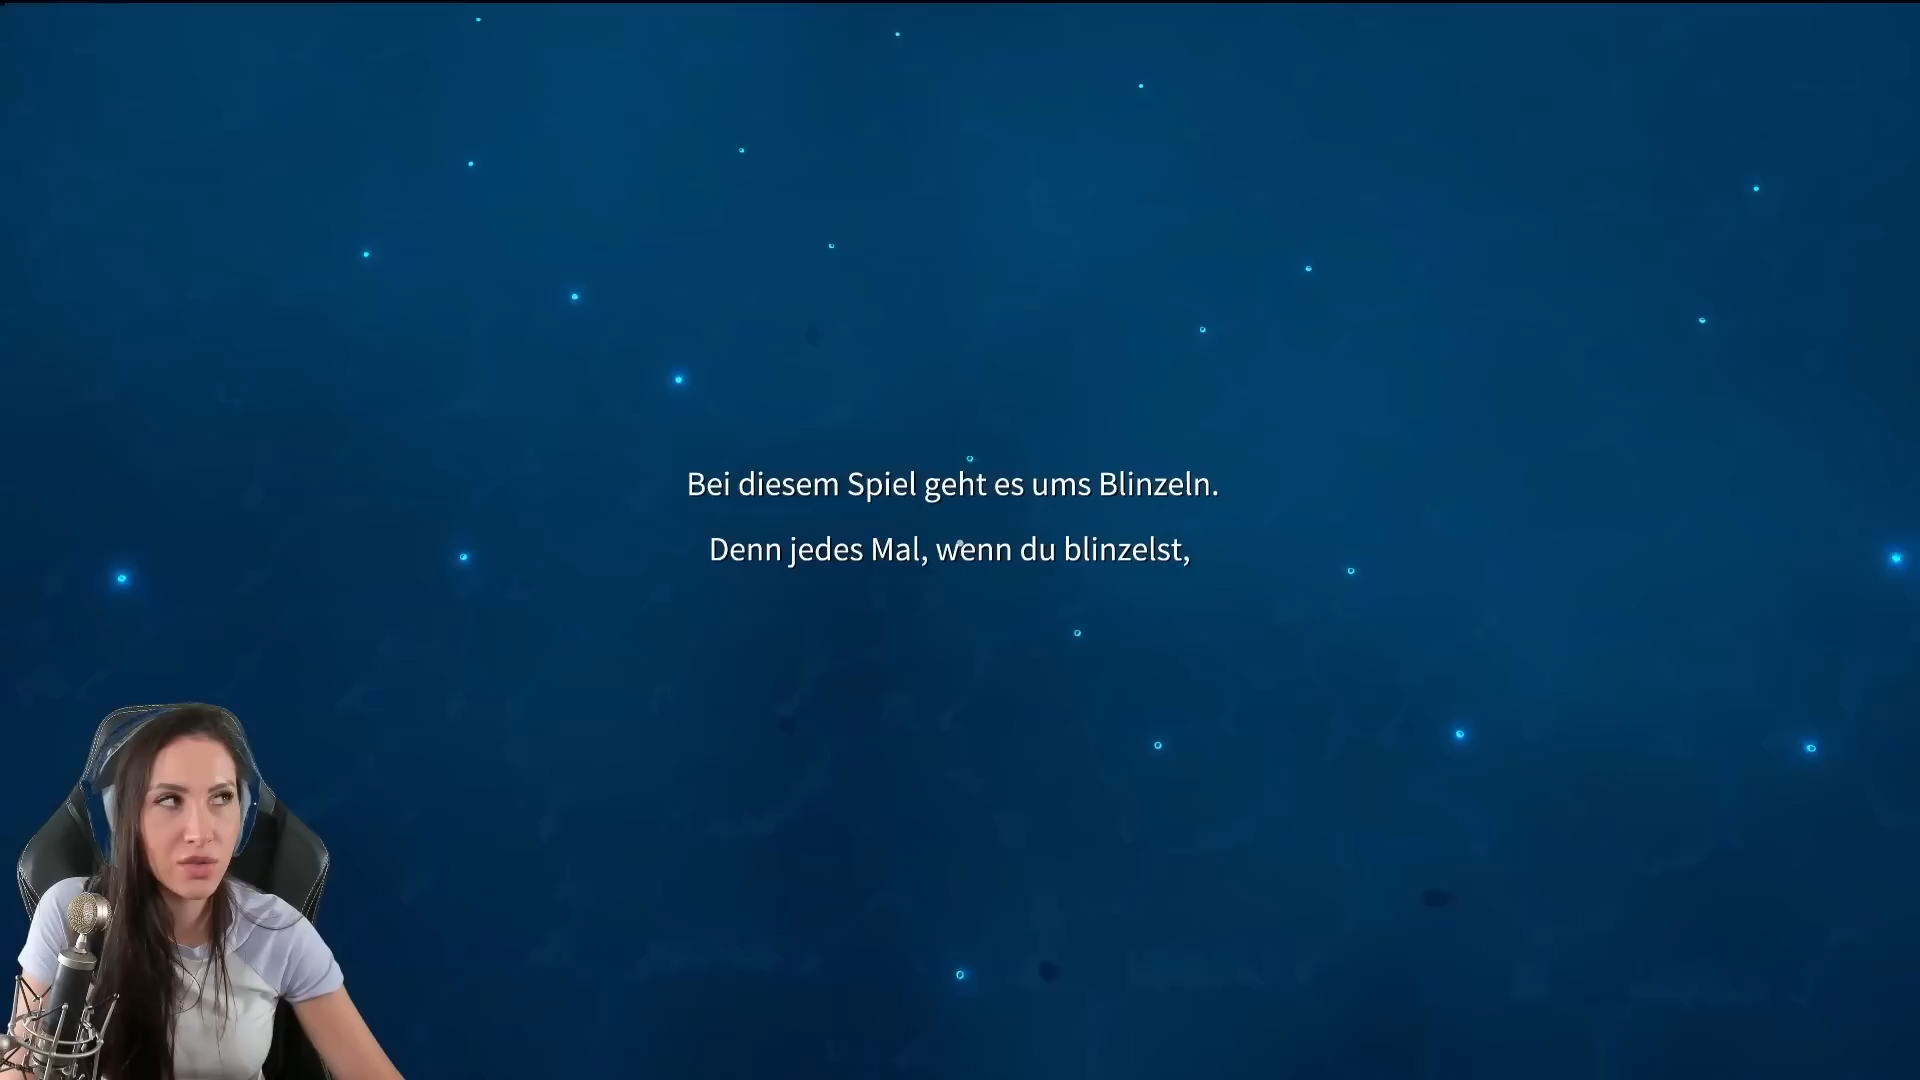 Bei diesem Spiel geht es ums Blinzeln.
Denn jedes Mal, wenn du blinzelst,